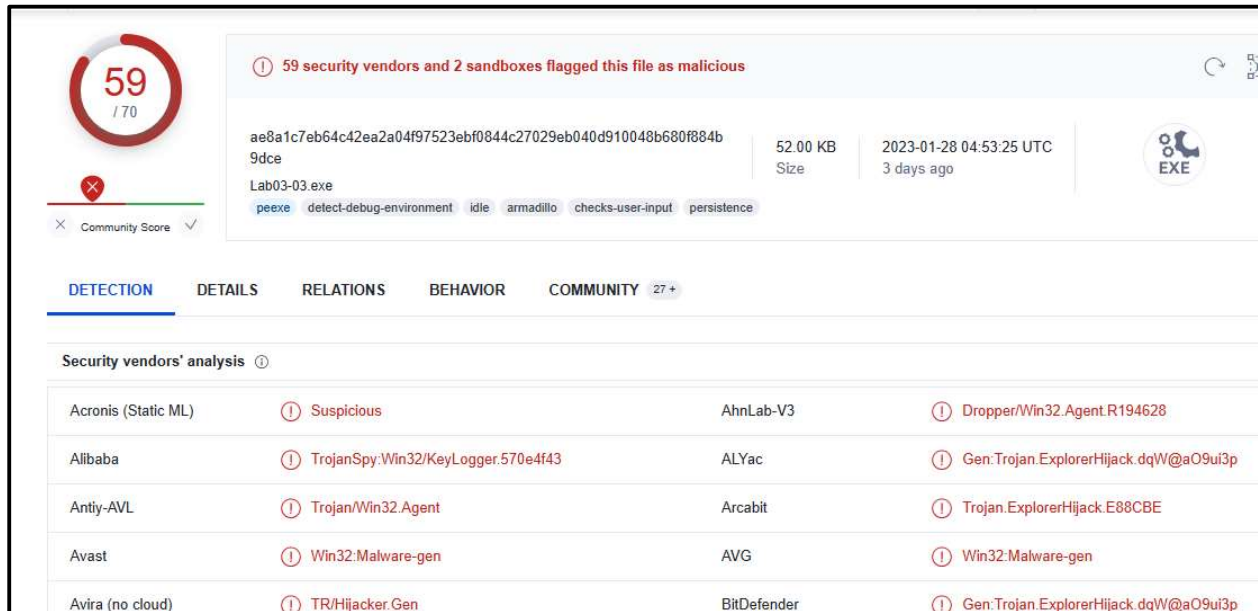 59
/ 70
Community Score
59 security vendors and 2 sandboxes flagged this file as malicious
ae8a1c7eb64c42ea2a04f97523ebf0844c27029eb040d910048b680f884b
9dce
Lab03-03.exe
peexe detect-debug-environment idle armadillo checks-user-input persistence
52.00 KB
Size
2023-01-28 04:53:25 UTC
3 days ago
EXE
DETECTION DETAILS RELATIONS BEHAVIOR COMMUNITY 27 +
Security vendors' analysis
Acronis (Static ML) Suspicious AhnLab-V3 Dropper/Win32.Agent.R194628
Alibaba TrojanSpy:Win32/KeyLogger.570e4f43 ALYac Gen:Trojan.ExplorerHijack.dqW@aO9ui3p
Antiy-AVL Trojan/Win32.Agent Arcabit Trojan.ExplorerHijack.E88CBE
Avast Win32:Malware-gen AVG Win32:Malware-gen
Avira (no cloud) TR/Hijacker.Gen BitDefender Gen:Trojan.ExplorerHijack.dqW@aO9ui3p